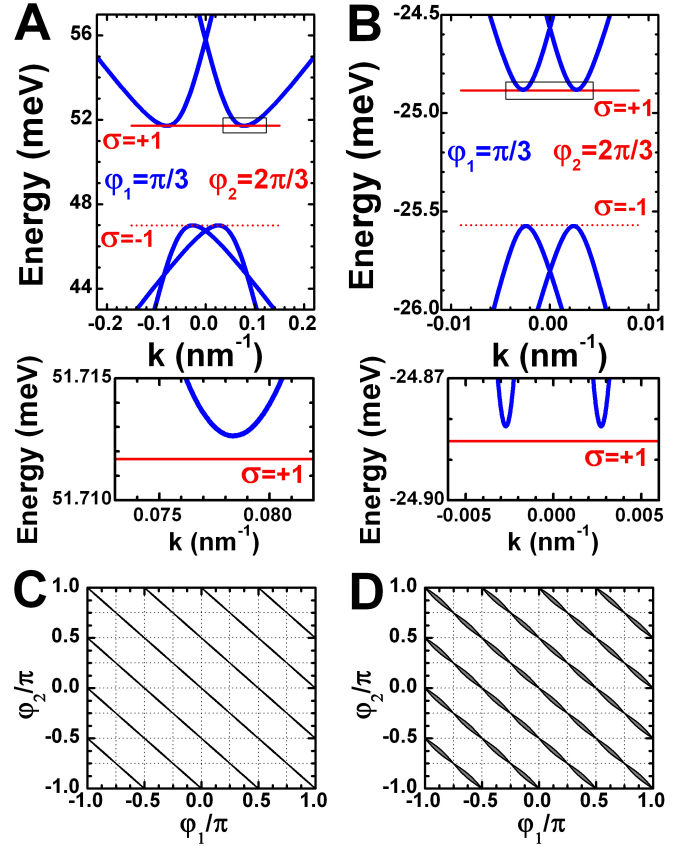 A
Energy (meV)
56
52
48
44
σ=+1
φ₁=π/3
φ₂=2π/3
σ=-1
-0.2 -0.1 0.0 0.1 0.2
k (nm⁻¹)
B
Energy (meV)
-24.5
-25.0
-25.5
-26.0
σ=+1
φ₁=π/3
φ₂=2π/3
σ=-1
-0.01 0.00 0.01
k (nm⁻¹)
Energy (meV)
51.715
51.710
σ=+1
0.075 0.080
k (nm⁻¹)
Energy (meV)
-24.87
-24.90
σ=+1
-0.005 0.000 0.005
k (nm⁻¹)
C
φ₂/π
1.0
0.5
0.0
-0.5
-1.0
-1.0 -0.5 0.0 0.5 1.0
φ₁/π
D
φ₂/π
1.0
0.5
0.0
-0.5
-1.0
-1.0 -0.5 0.0 0.5 1.0
φ₁/π